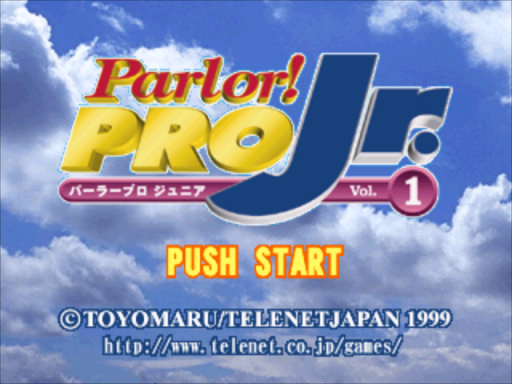 Parlor!
PRO Jr.
パーラープロ ジュニア Vol. 1
PUSH START
©TOYOMARU/TELENETJAPAN 1999
http://www.telenet.co.jp/games/